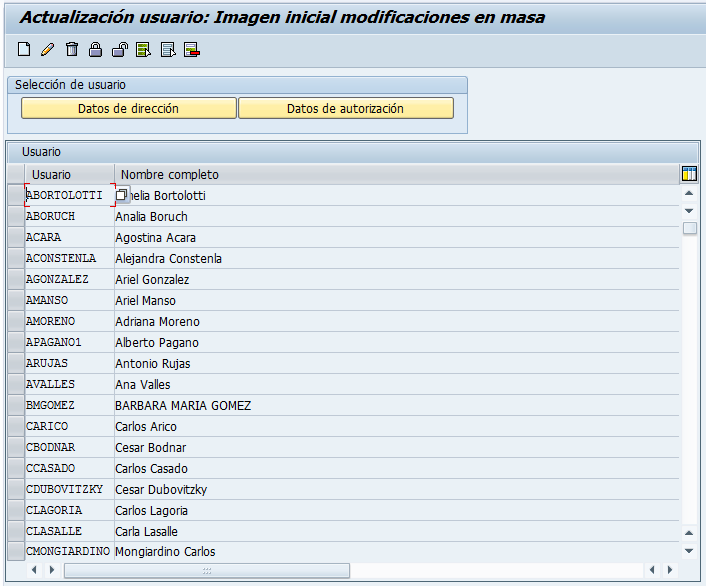 Actualización usuario: Imagen inicial modificaciones en masa
Selección de usuario
Datos de dirección Datos de autorización
Usuario
Usuario Nombre completo
ABORTOLOTTI nelia Bortolotti
ABORUCH Analia Boruch
ACARA Agostina Acara
ACONSTENLA Alejandra Constenla
AGONZALEZ Ariel Gonzalez
AMANSO Ariel Manso
AMORENO Adriana Moreno
APAGANO1 Alberto Pagano
ARUJAS Antonio Rujas
AVALLES Ana Valles
BMGOMEZ BARBARA MARIA GOMEZ
CARICO Carlos Arico
CBODNAR Cesar Bodnar
CCASADO Carlos Casado
CDUBOVITZKY Cesar Dubovitzky
CLAGORIA Carlos Lagoria
CLASALLE Carla Lasalle
CMONGIARDINO Mongiardino Carlos